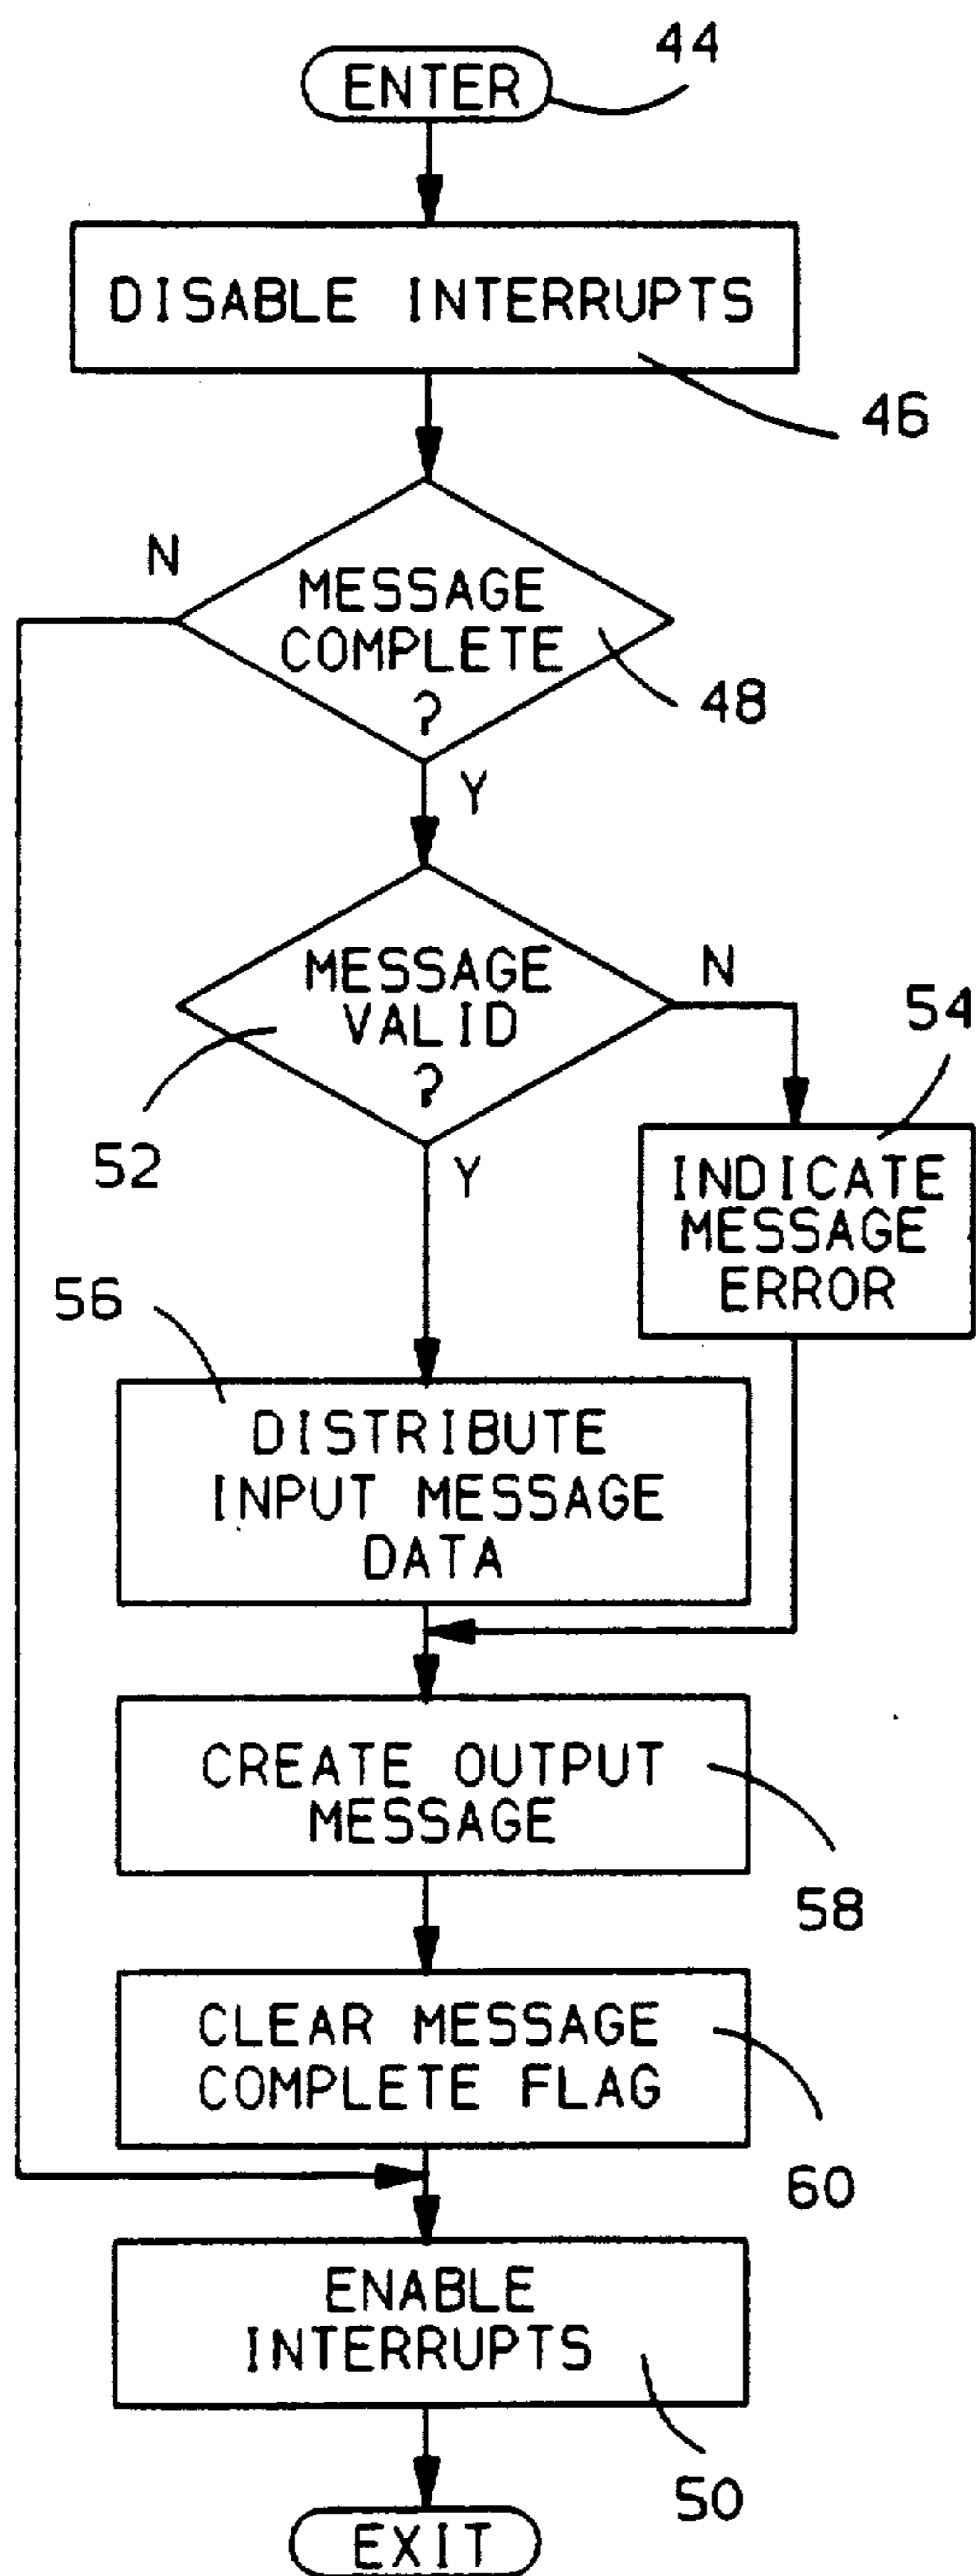 44
ENTER
DISABLE INTERRUPTS
46
N
MESSAGE
COMPLETE
?
48
Y
MESSAGE
VALID
?
N
52
Y
54
INDICATE
MESSAGE
ERROR
56
DISTRIBUTE
INPUT MESSAGE
DATA
CREATE OUTPUT
MESSAGE
58
CLEAR MESSAGE
COMPLETE FLAG
60
ENABLE
INTERRUPTS
50
EXIT